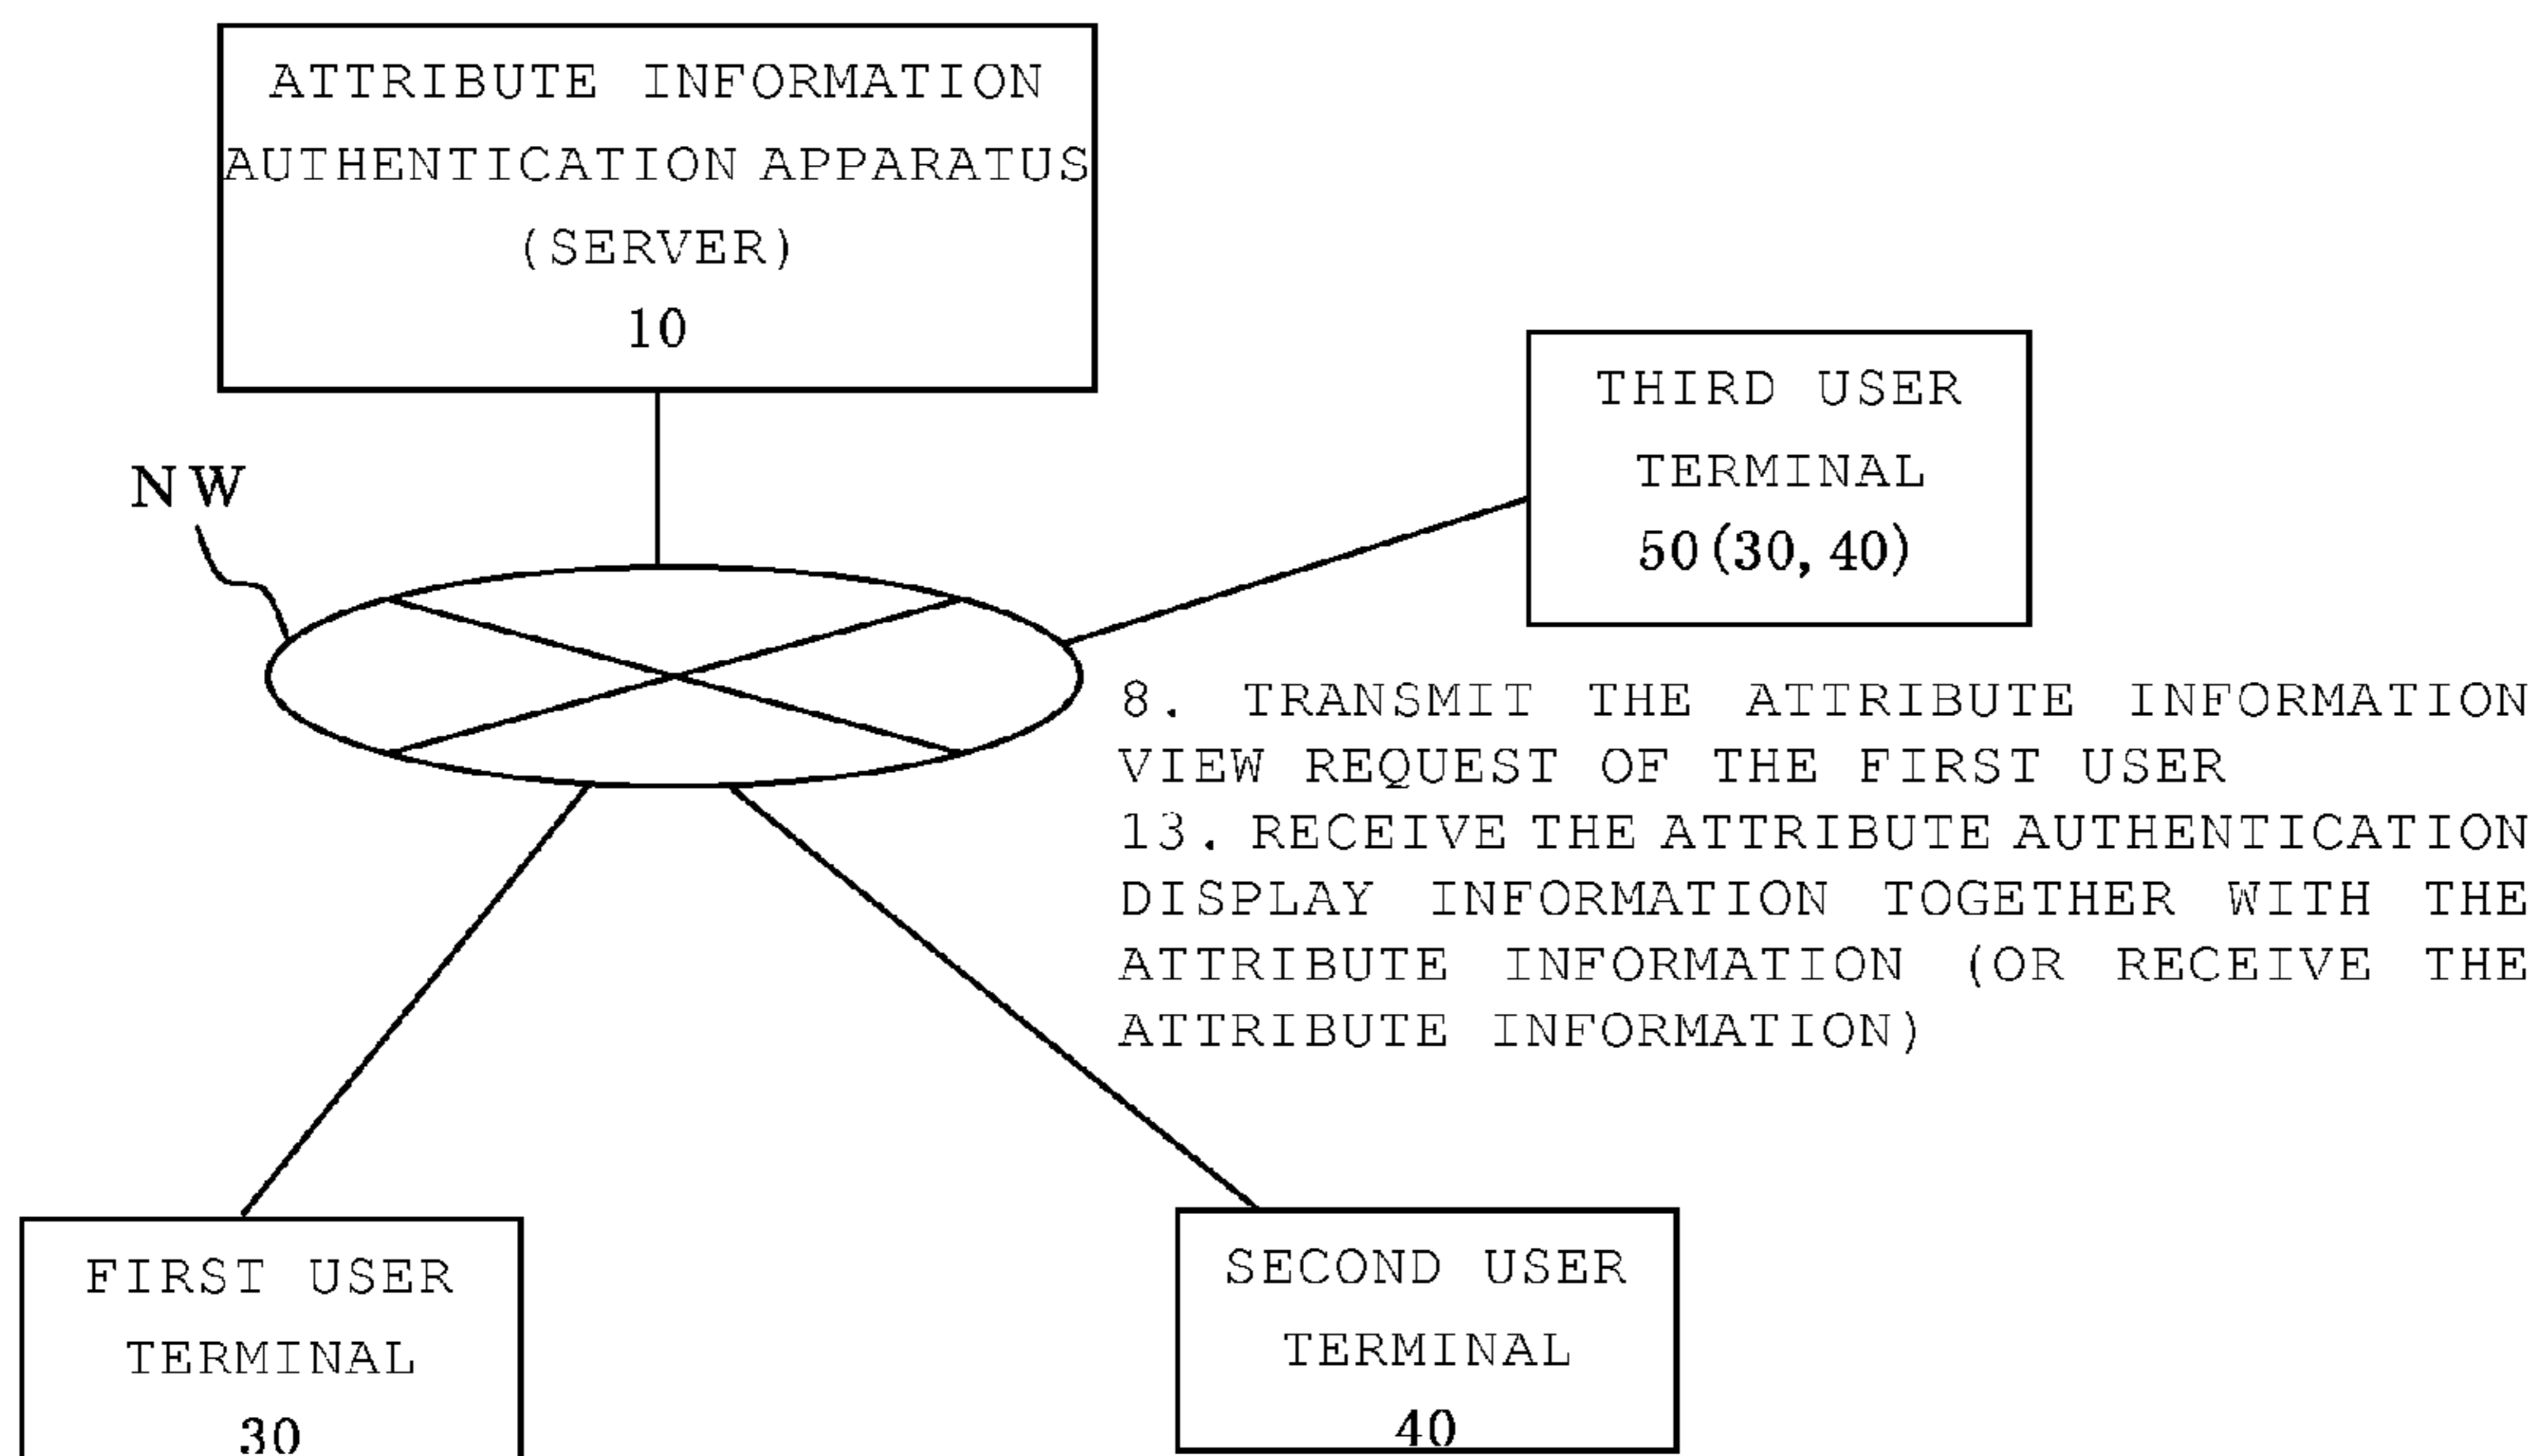 ATTRIBUTE INFORMATION
AUTHENTICATION APPARATUS
(SERVER)
10
NW
THIRD USER
TERMINAL
50(30,40)
8. TRANSMIT THE ATTRIBUTE INFORMATION
VIEW REQUEST OF THE FIRST USER
13. RECEIVE THE ATTRIBUTE AUTHENTICATION
DISPLAY INFORMATION TOGETHER WITH THE
ATTRIBUTE INFORMATION (OR RECEIVE THE
ATTRIBUTE INFORMATION)
FIRST USER
TERMINAL
30
SECOND USER
TERMINAL
40